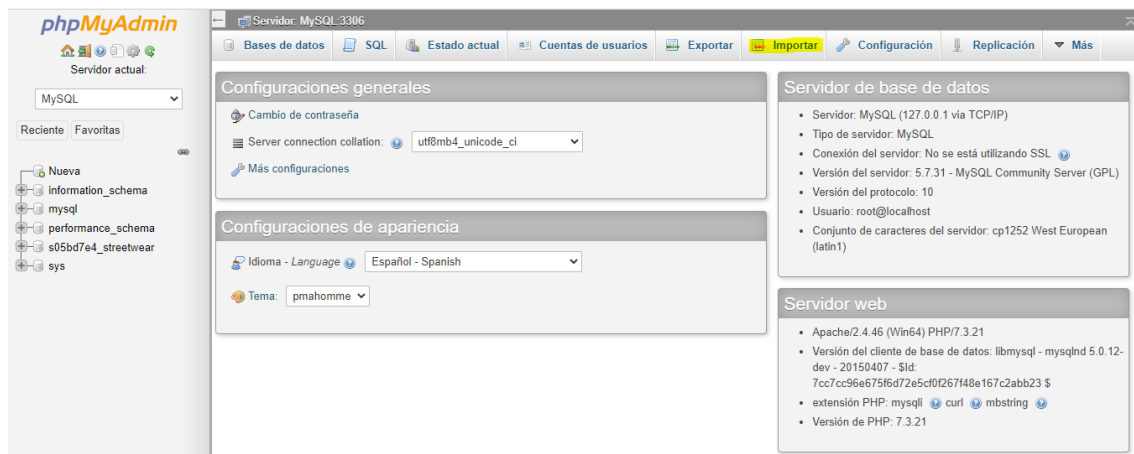 phpMyAdmin
Servidor actual:
MySQL
Reciente Favoritas
Nueva
information_schema
mysql
performance_schema
s05bd7e4_streetwear
sys
Servidor: MySQL:3306
Bases de datos SQL Estado actual Cuentas de usuarios Exportar Importar Configuración Replicación Más
Configuraciones generales
Cambio de contraseña
Server connection collation: utf8mb4_unicode_ci
Más configuraciones
Configuraciones de apariencia
Idioma - Language Español - Spanish
Tema: pmahomme
Servidor de base de datos
• Servidor: MySQL (127.0.0.1 via TCP/IP)
• Tipo de servidor: MySQL
• Conexión del servidor: No se está utilizando SSL
• Versión del servidor: 5.7.31 - MySQL Community Server (GPL)
• Versión del protocolo: 10
• Usuario: root@localhost
• Conjunto de caracteres del servidor: cp1252 West European
(latin1)
Servidor web
• Apache/2.4.46 (Win64) PHP/7.3.21
• Versión del cliente de base de datos: libmysql - mysqlnd 5.0.12-
dev - 20150407 - $Id:
7cc7cc96e675f6d72e5cf0f267f48e167c2abb23 $
• extensión PHP: mysqli curl mbstring
• Versión de PHP: 7.3.21